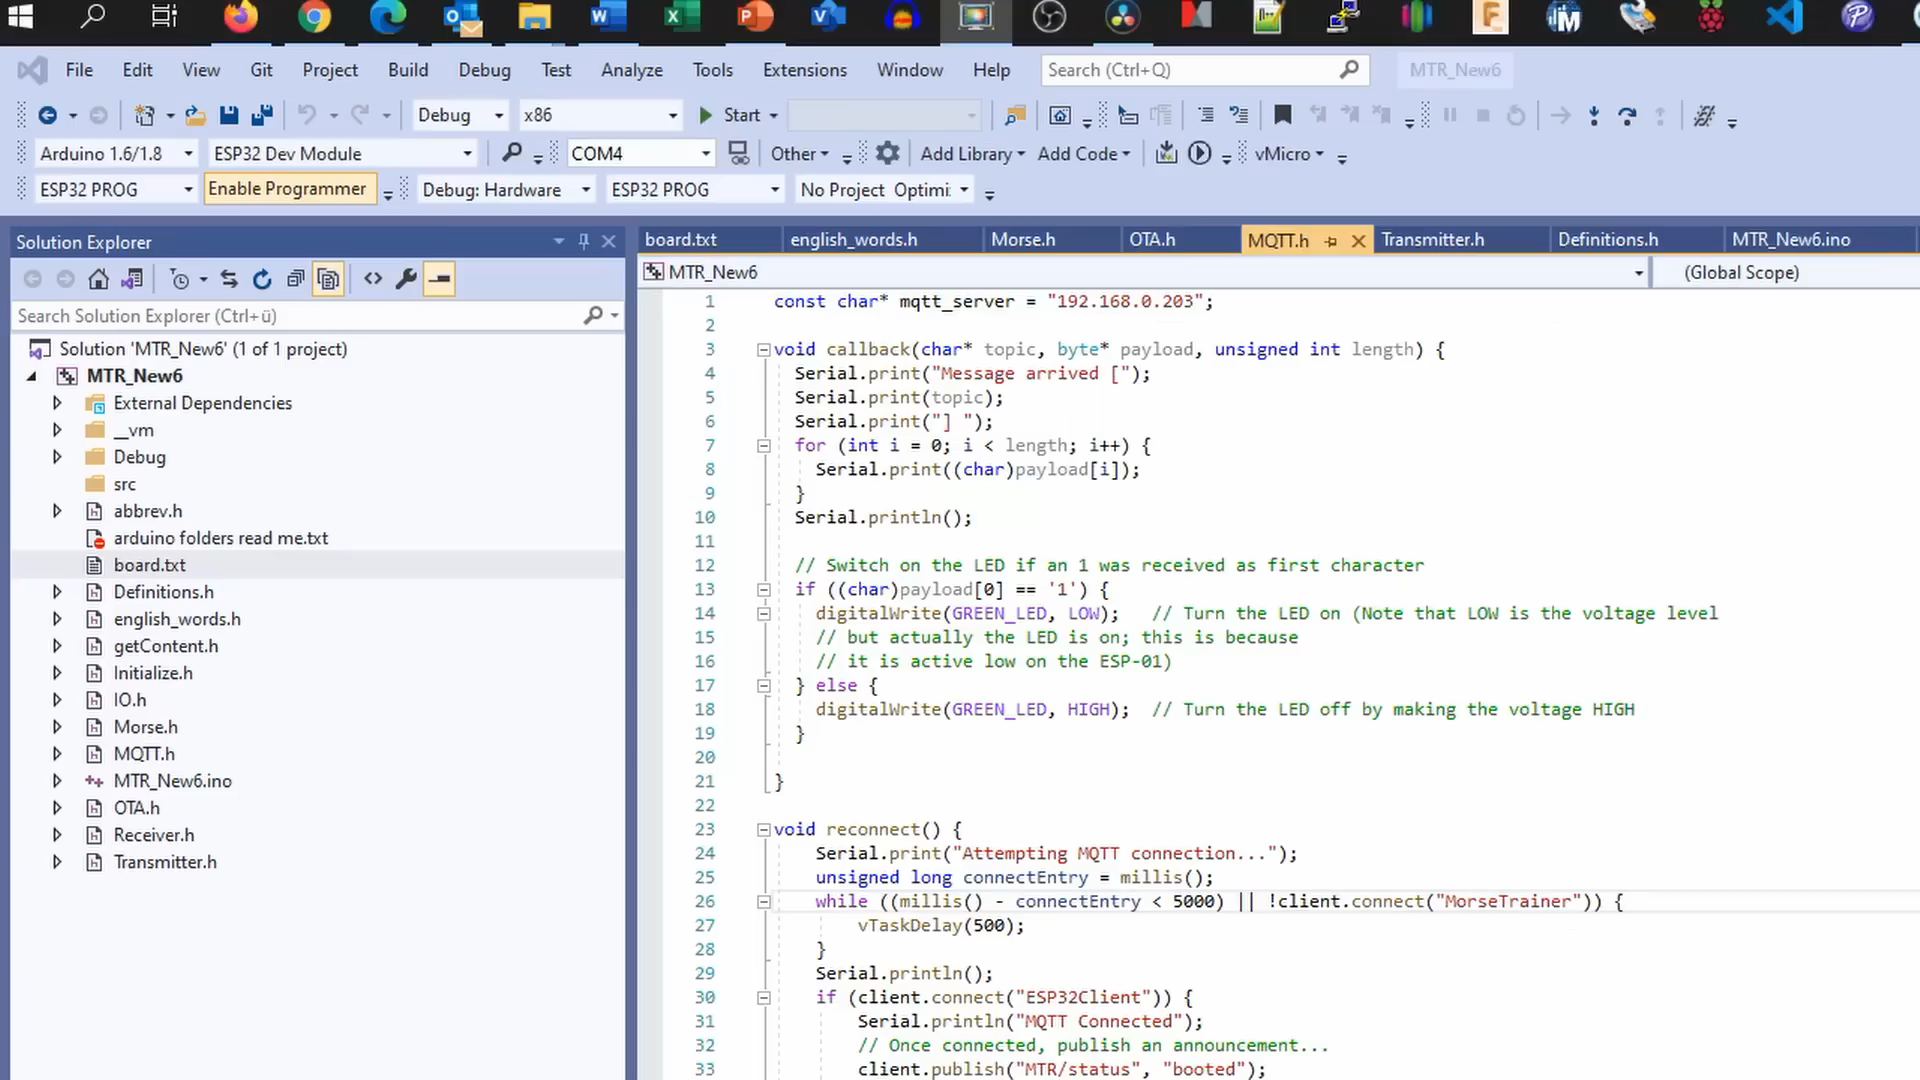 File Edit View Git Project Build Debug Test Analyze Tools Extensions Window Help Search (Ctrl+Q) MTR_New6
Debug x86 Start
Arduino 1.6/1.8 ESP32 Dev Module COM4 Other Add Library Add Code vMicro
ESP32 PROG Enable Programmer Debug: Hardware ESP32 PROG No Project Optimi:
Solution Explorer
Search Solution Explorer (Ctrl+ü)
Solution 'MTR_New6' (1 of 1 project)
MTR_New6
External Dependencies
__vm
Debug
src
abbrev.h
arduino folders read me.txt
board.txt
Definitions.h
english_words.h
getContent.h
Initialize.h
IO.h
Morse.h
MQTT.h
MTR_New6.ino
OTA.h
Receiver.h
Transmitter.h
board.txt english_words.h Morse.h OTA.h MQTT.h Transmitter.h Definitions.h MTR_New6.ino
MTR_New6 (Global Scope)
1 const char* mqtt_server = "192.168.0.203";
2
3 void callback(char* topic, byte* payload, unsigned int length) {
4 Serial.print("Message arrived [");
5 Serial.print(topic);
6 Serial.print("] ");
7 for (int i = 0; i < length; i++) {
8 Serial.print((char)payload[i]);
9 }
10 Serial.println();
11
12 // Switch on the LED if an 1 was received as first character
13 if ((char)payload[0] == '1') {
14 digitalWrite(GREEN_LED, LOW); // Turn the LED on (Note that LOW is the voltage level
15 // but actually the LED is on; this is because
16 // it is active low on the ESP-01)
17 } else {
18 digitalWrite(GREEN_LED, HIGH); // Turn the LED off by making the voltage HIGH
19 }
20
21 }
22
23 void reconnect() {
24 Serial.print("Attempting MQTT connection...");
25 unsigned long connectEntry = millis();
26 while ((millis() - connectEntry < 5000) || !client.connect("MorseTrainer")) {
27 vTaskDelay(500);
28 }
29 Serial.println();
30 if (client.connect("ESP32Client")) {
31 Serial.println("MQTT Connected");
32 // Once connected, publish an announcement...
33 client.publish("MTR/status", "booted");